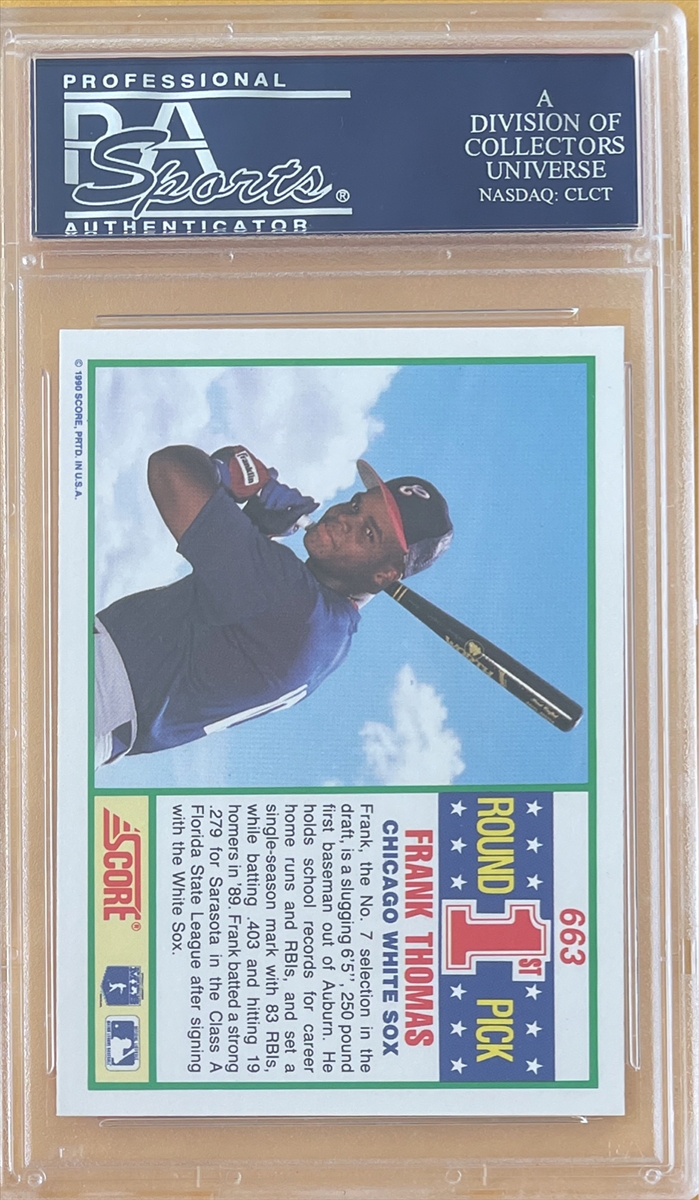 PROFESSIONAL
PSA
Sports®
AUTHENTICATOR
A
DIVISION OF
COLLECTORS
UNIVERSE
NASDAQ: CLCT
663
ROUND 1ST PICK
FRANK THOMAS
CHICAGO WHITE SOX
Frank, the No. 7 selection in the
draft, is a slugging 6'5", 250 pound
first baseman out of Auburn. He
holds school records for career
home runs and RBIs, and set a
single-season mark with 83 RBIs,
while batting .403 and hitting 19
homers in '89. Frank batted a strong
.279 for Sarasota in the Class A
Florida State League after signing
with the White Sox.
SCORE®
Franklin
© 1990 SCORE, PRTD. IN U.S.A.